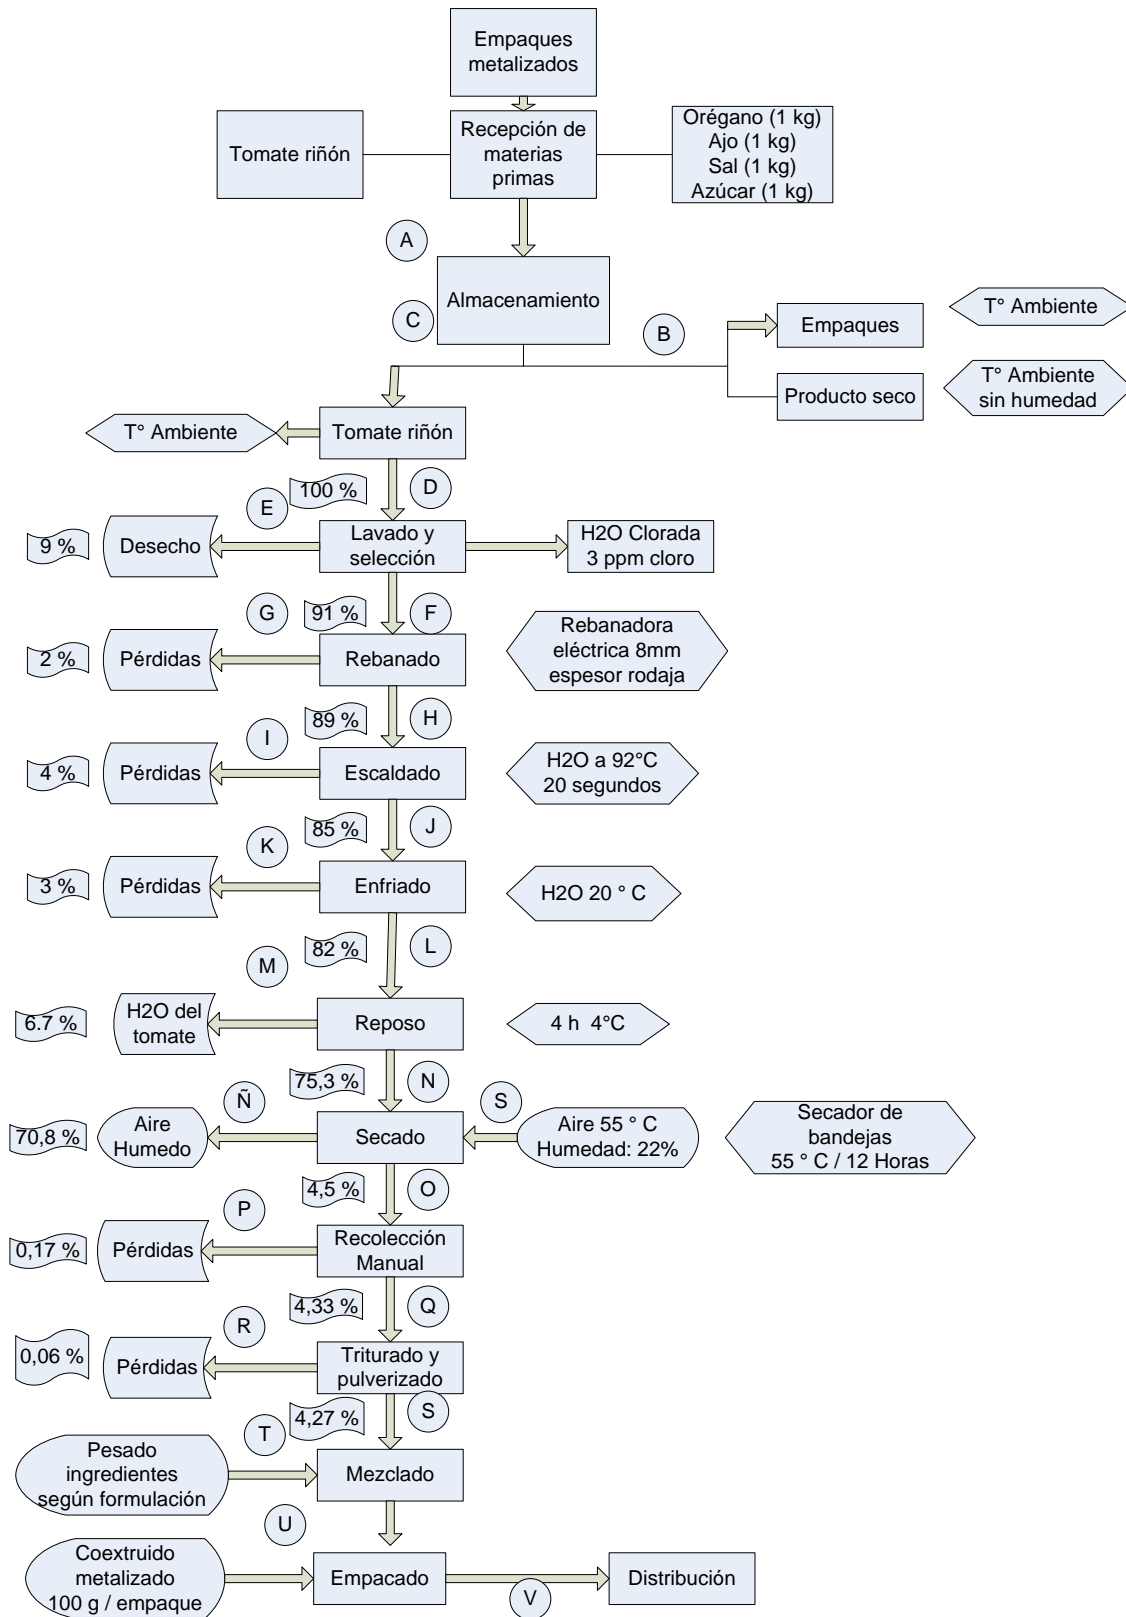 Empaques
metalizados
Tomate riñón
Recepción de
materias
primas
Orégano (1 kg)
Ajo (1 kg)
Sal (1 kg)
Azúcar (1 kg)
A
Almacenamiento
C
B
Empaques
T° Ambiente
Producto seco
T° Ambiente
sin humedad
T° Ambiente
Tomate riñón
100 %
D
E
9 %
Desecho
Lavado y
selección
H2O Clorada
3 ppm cloro
G
91 %
F
2 %
Pérdidas
Rebanado
Rebanadora
eléctrica 8mm
espesor rodaja
I
89 %
H
4 %
Pérdidas
Escaldado
H2O a 92°C
20 segundos
K
85 %
J
3 %
Pérdidas
Enfriado
H2O 20 ° C
M
82 %
L
6.7 %
H2O del
tomate
Reposo
4 h  4°C
Ñ
75,3 %
N
S
70,8 %
Aire
Humedo
Secado
Aire 55 ° C
Humedad: 22%
Secador de
bandejas
55 ° C / 12 Horas
P
4,5 %
O
0,17 %
Pérdidas
Recolección
Manual
R
4,33 %
Q
0,06 %
Pérdidas
Triturado y
pulverizado
T
4,27 %
S
Pesado
ingredientes
según formulación
Mezclado
U
Coextruido
metalizado
100 g / empaque
Empacado
V
Distribución